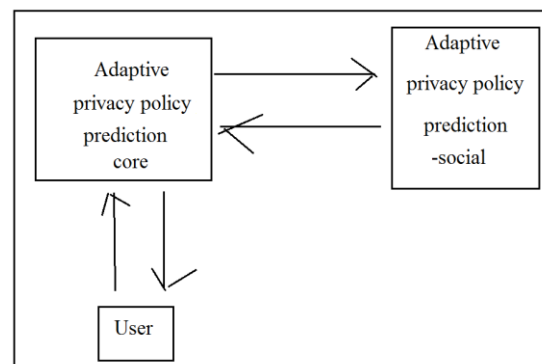 Adaptive
privacy policy
prediction
core
Adaptive
privacy policy
prediction
-social
User